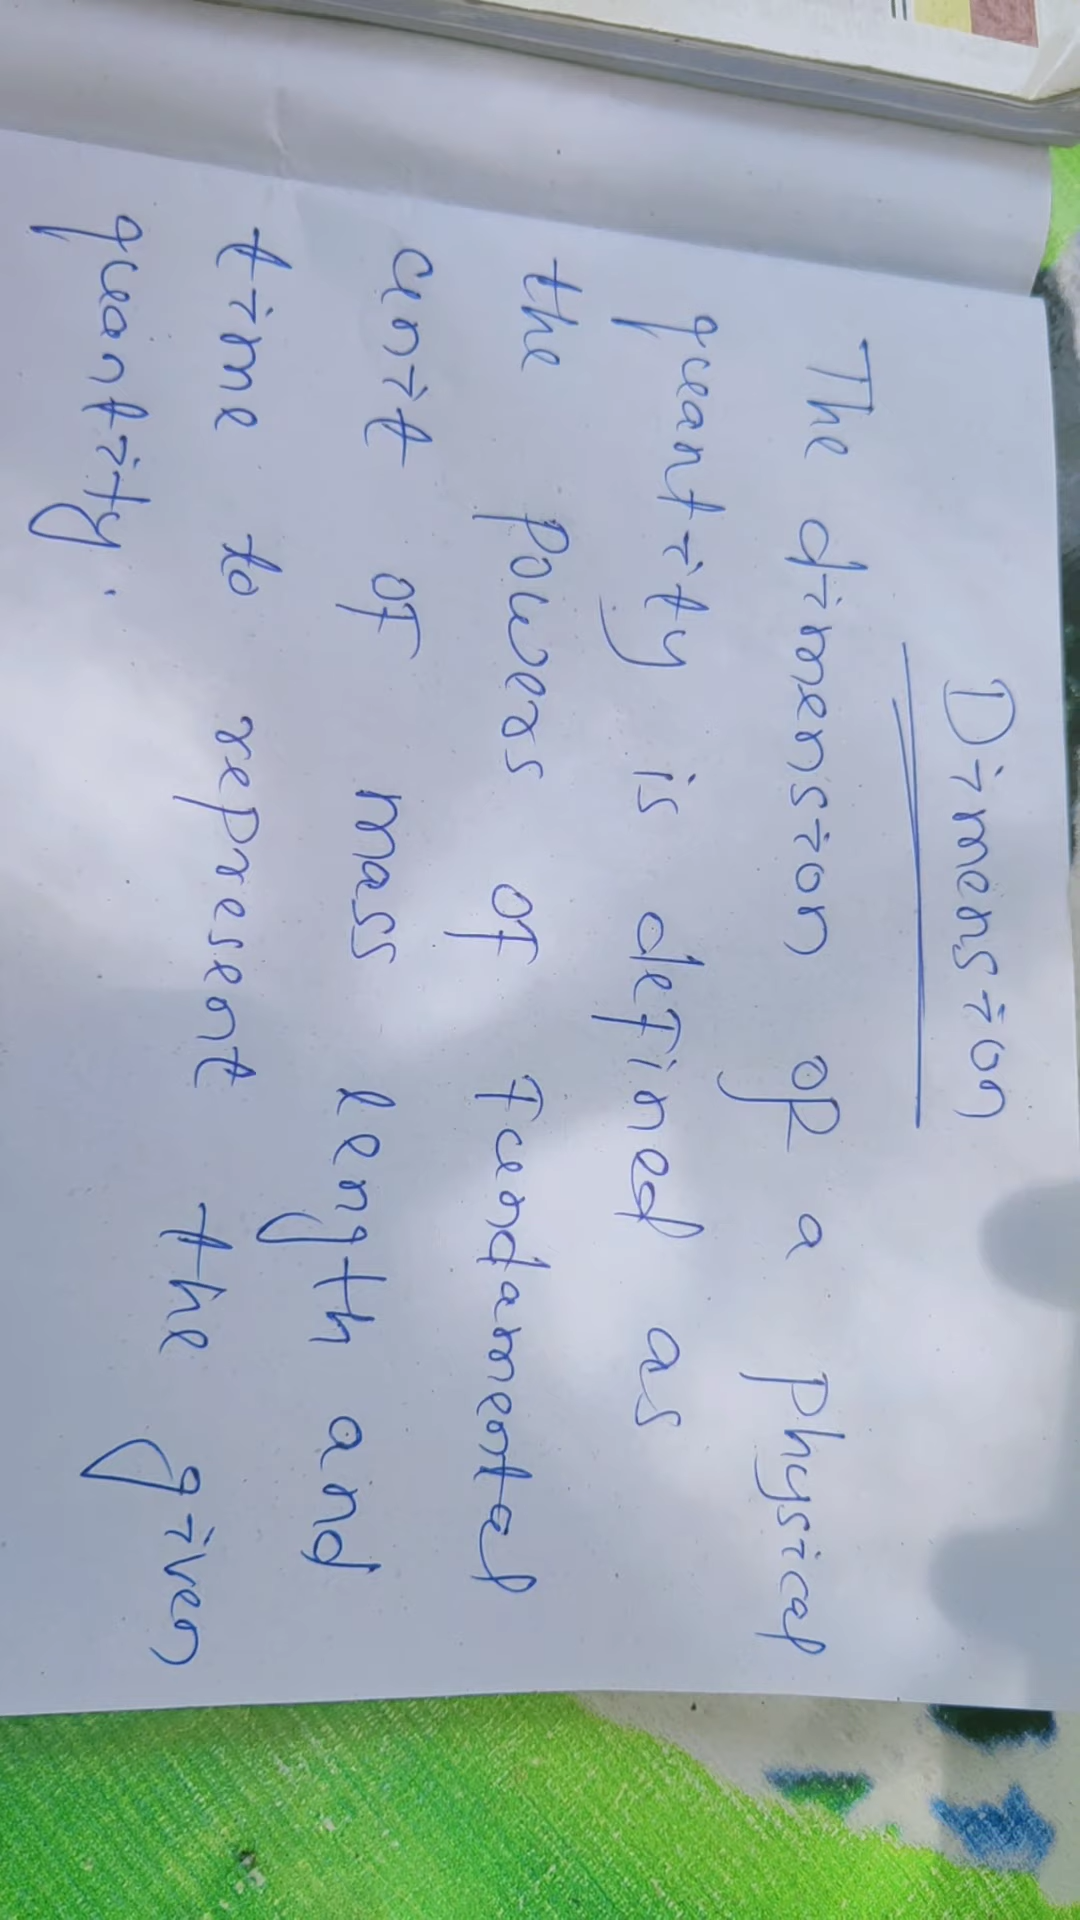 Dimension
The dimension of a physical
quantity is defined as
the powers of fundamental
unit of mass length and
time to represent the given
quantity.